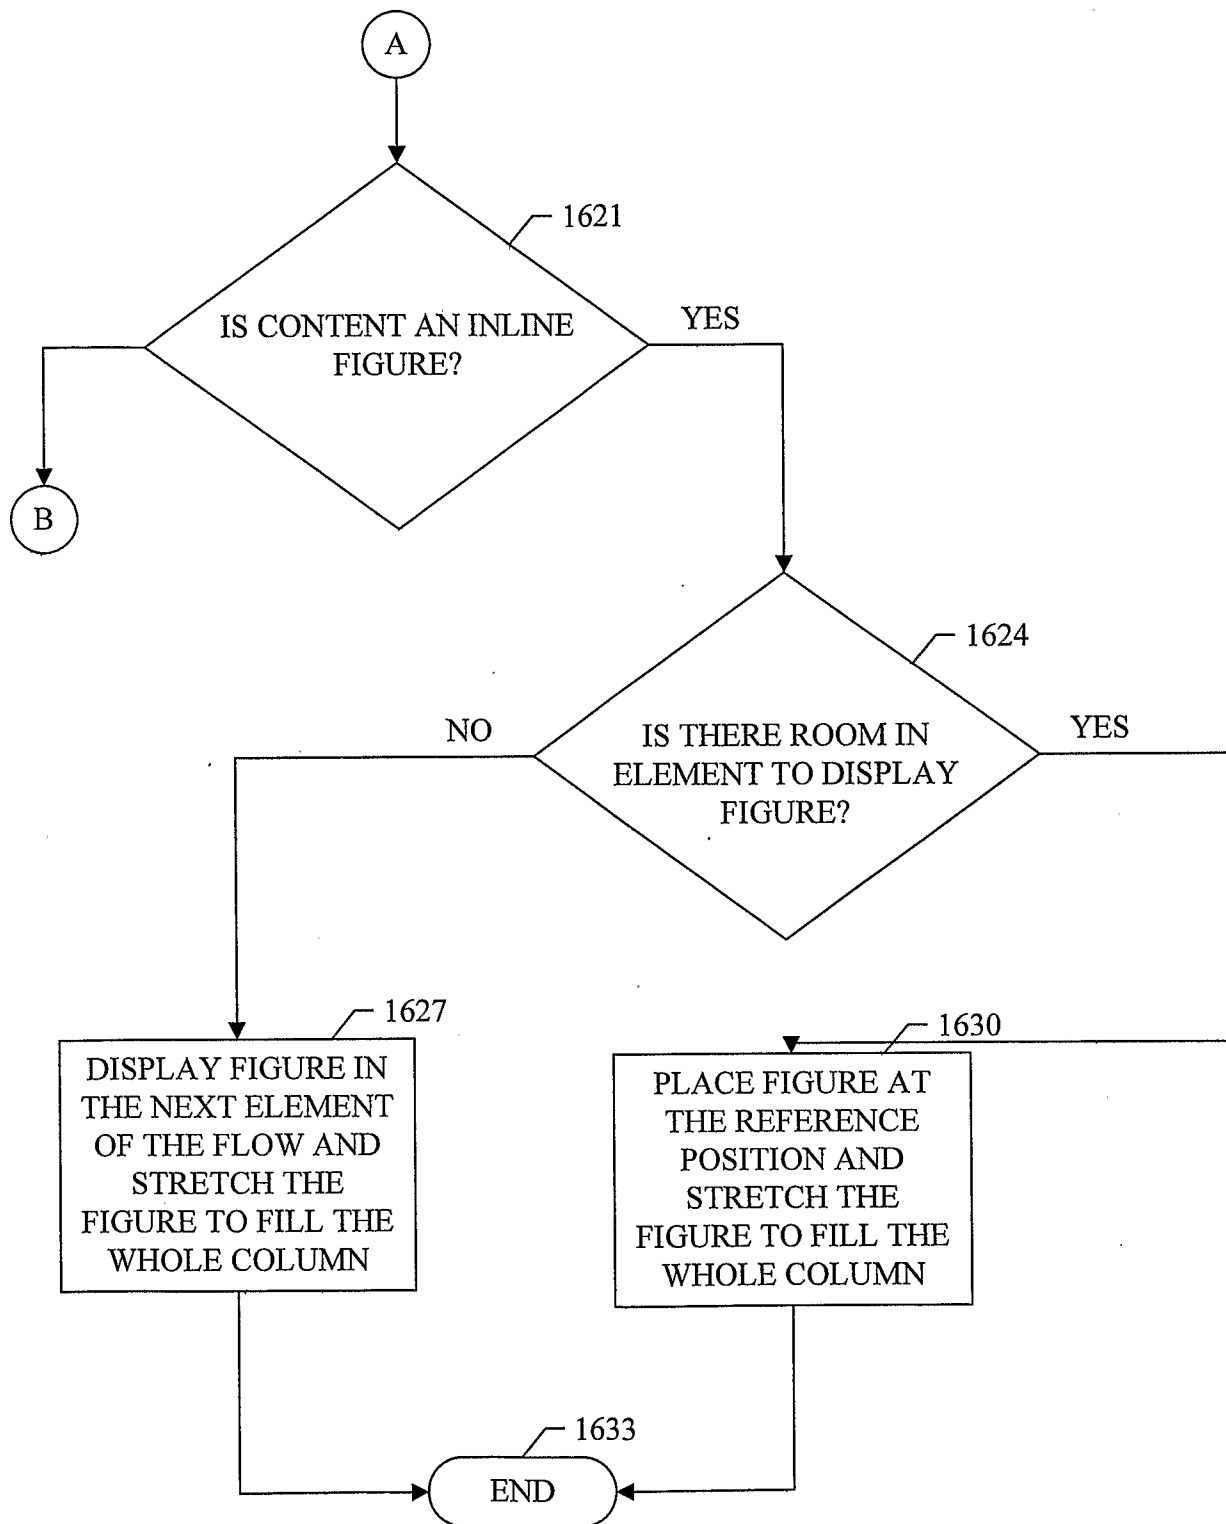 A
1621
IS CONTENT AN INLINE
FIGURE?
YES
B
1624
NO
IS THERE ROOM IN
ELEMENT TO DISPLAY
FIGURE?
YES
1627
DISPLAY FIGURE IN
THE NEXT ELEMENT
OF THE FLOW AND
STRETCH THE
FIGURE TO FILL THE
WHOLE COLUMN
1630
PLACE FIGURE AT
THE REFERENCE
POSITION AND
STRETCH THE
FIGURE TO FILL THE
WHOLE COLUMN
1633
END